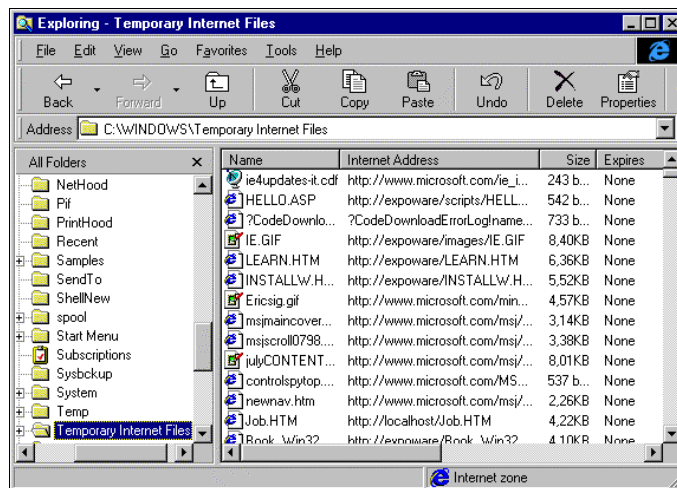 Exploring - Temporary Internet Files
File Edit View Go Favorites Tools Help
Back Forward Up Cut Copy Paste Undo Delete Properties
Address C:\WINDOWS\Temporary Internet Files
All Folders
NetHood
Pif
PrintHood
Recent
Samples
SendTo
ShellNew
spool
Start Menu
Subscriptions
Sysbckup
System
Temp
Temporary Internet Files
Name Internet Address Size Expires
ie4updates-it.cdf http://www.microsoft.com/ie_i... 243 b... None
HELLO.ASP http://expoware/scripts/HELL... 542 b... None
?CodeDownlo... ?CodeDownloadErrorLog!name... 733 b... None
IE.GIF http://expoware/images/IE.GIF 8,40KB None
LEARN.HTM http://expoware/LEARN.HTM 6,36KB None
INSTALLW.H... http://expoware/INSTALLW.H... 5,52KB None
Ericsig.gif http://www.microsoft.com/min... 4,57KB None
msjmaincover... http://www.microsoft.com/msj/... 3,14KB None
msjscroll0798.... http://www.microsoft.com/msj/... 3,38KB None
julyCONTENT... http://www.microsoft.com/msj/... 8,01KB None
controlspytop.... http://www.microsoft.com/MS... 537 b... None
newnav.htm http://www.microsoft.com/msj/... 2,26KB None
Job.HTM http://localhost/Job.HTM 4,22KB None
Book_Win32 http://expoware/Book_Win32 4,10KB None
Internet zone